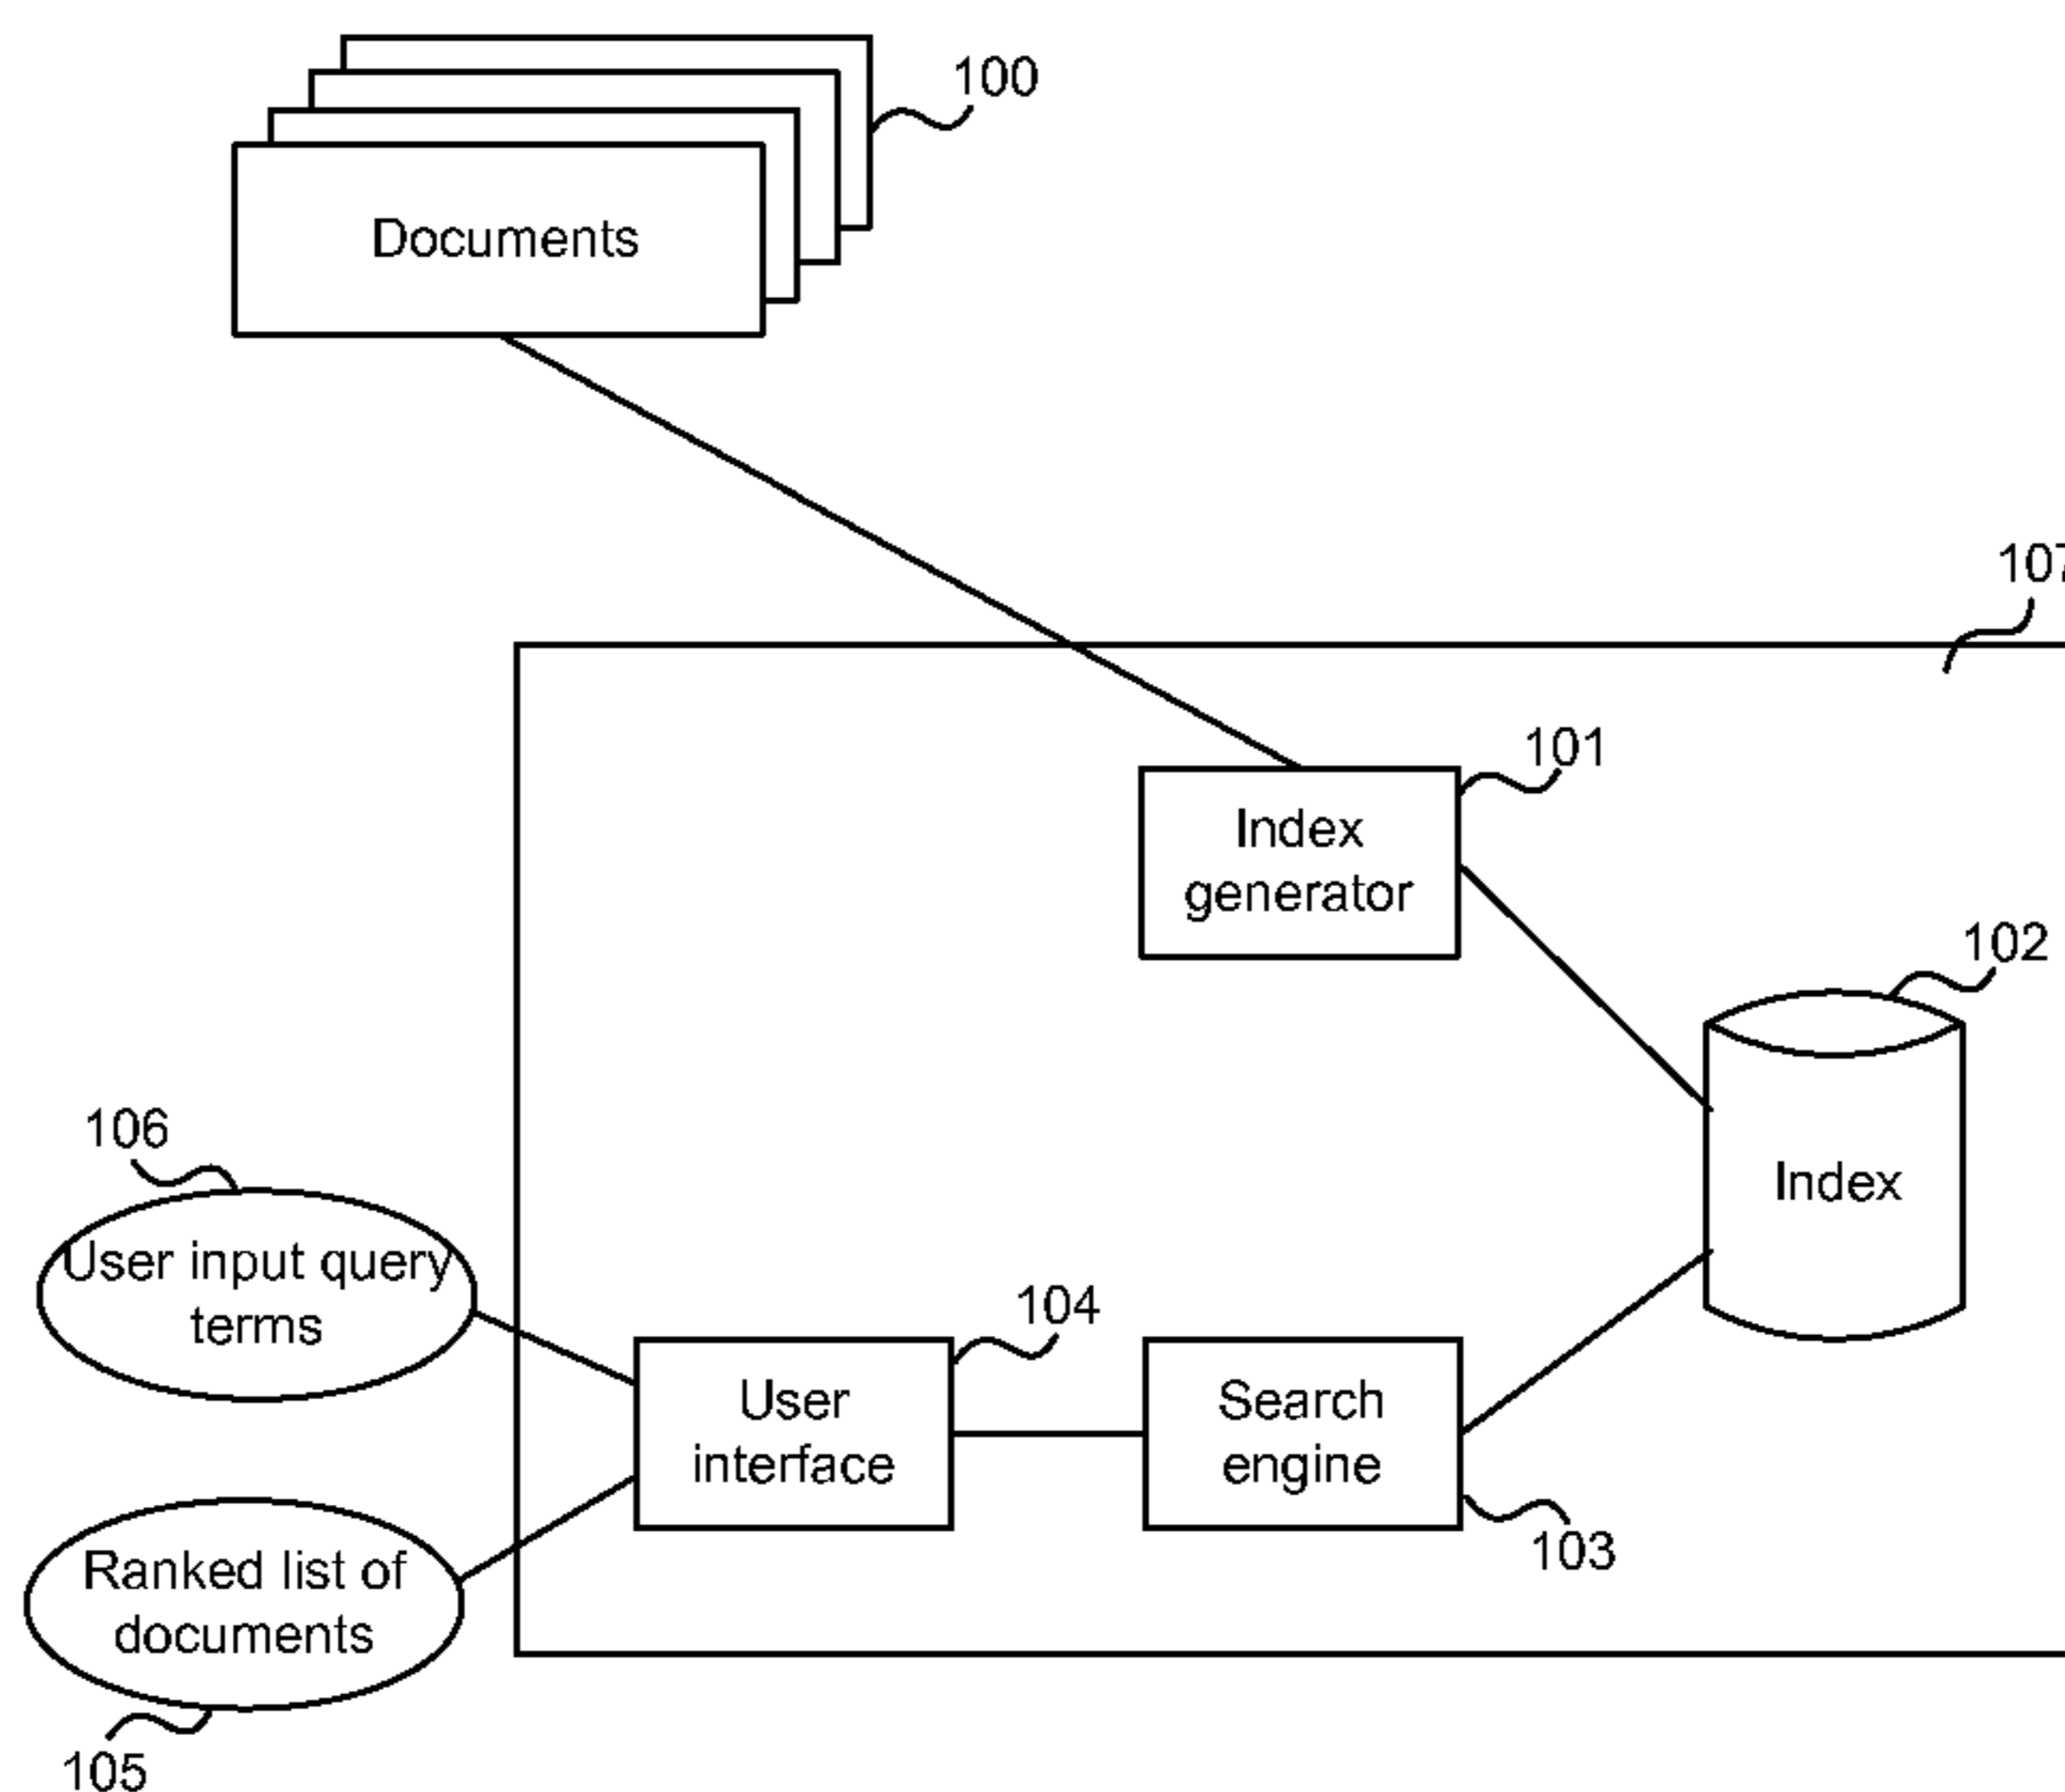 100
Documents
107
101
Index
generator
102
Index
106
User input query
terms
104
User
interface
Search
engine
103
Ranked list of
documents
105